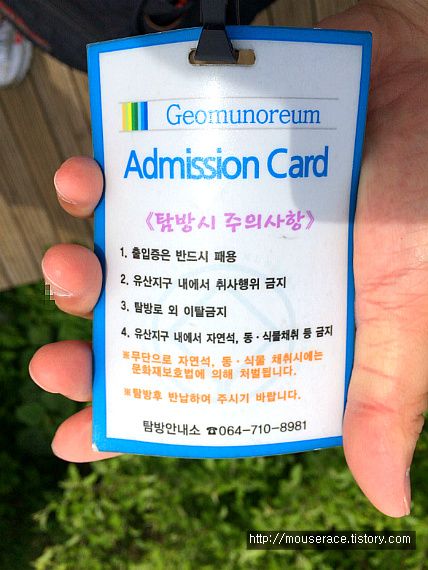 Geomunoreum
Admission Card
《탐방시 주의사항》
1. 출입증은 반드시 패용
2. 유산지구 내에서 취사행위 금지
3. 탐방로 외 이탈금지
4. 유산지구 내에서 자연석, 동·식물채취 등 금지
※무단으로 자연석, 동·식물 채취시에는
문화재보호법에 의해 처벌됩니다.
※탐방후 반납하여 주시기 바랍니다.
탐방안내소 ☎064-710-8981
http://mouserace.tistory.com